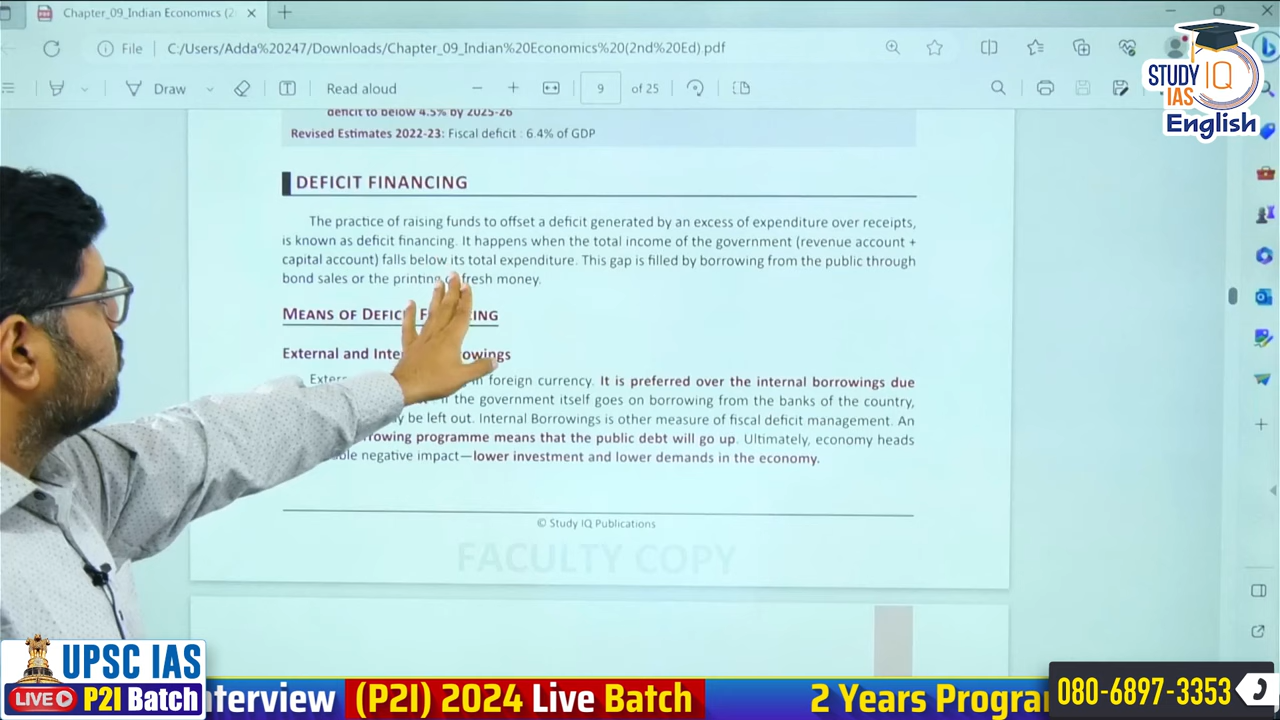 Chapter_09_Indian Economics (2
File
C:/Users/Adda%20247/Downloads/Chapter_09_Indian%20Economics%20(2nd%20Ed).pdf
Draw
Read aloud
9
of 25
STUDY IQ
IAS
English
deficit to below 4.5% by 2025-26
Revised Estimates 2022-23: Fiscal deficit : 6.4% of GDP
DEFICIT FINANCING
The practice of raising funds to offset a deficit generated by an excess of expenditure over receipts,
is known as deficit financing. It happens when the total income of the government (revenue account +
capital account) falls below its total expenditure. This gap is filled by borrowing from the public through
bond sales or the printing fresh money.
MEANS OF
External and
foreign currency. It is preferred over the internal borrowings due
the government itself goes on borrowing from the banks of the country,
be left out. Internal Borrowings is other measure of fiscal deficit management. An
programme means that the public debt will go up. Ultimately, economy heads
negative impact—lower investment and lower demands in the economy.
© Study IQ Publications
FACULTY COPY
UPSC IAS
LIVE P2I Batch
(P2I) 2024 Live Batch
2 Years
080-6897-3353